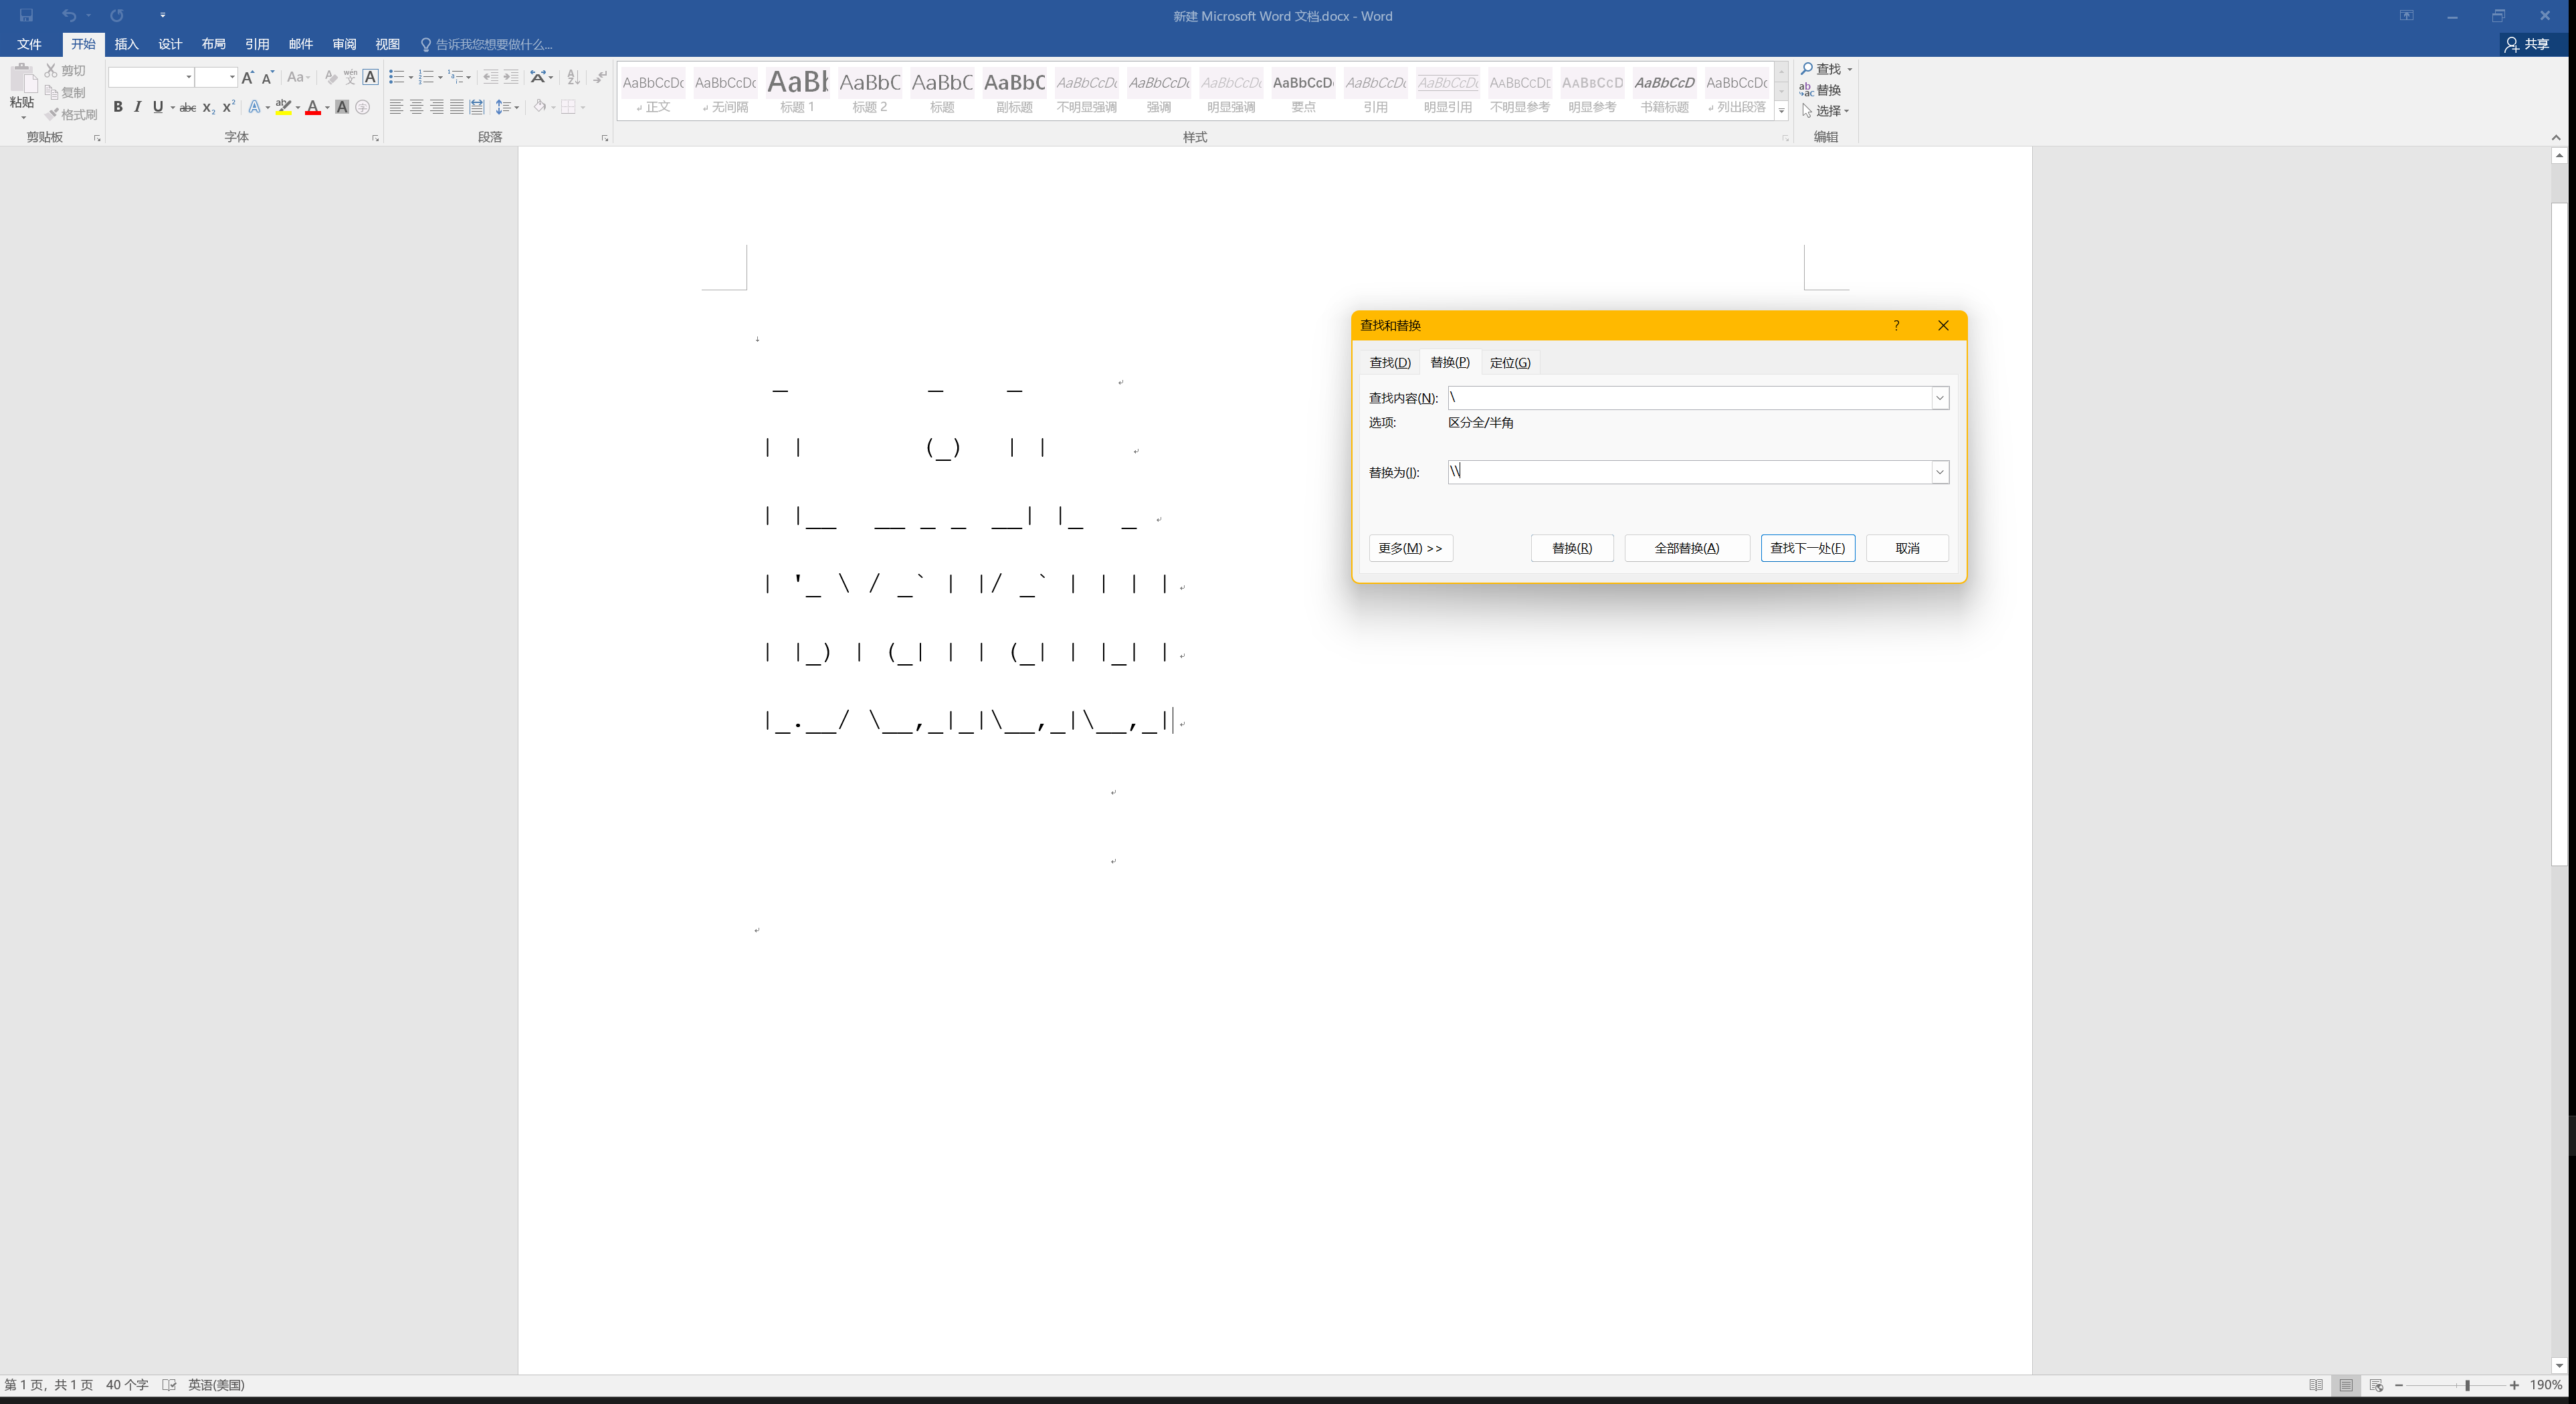 新建 Microsoft Word 文档.docx - Word
文件 开始 插入 设计 布局 引用 邮件 审阅 视图 告诉我您想要做什么... 共享
粘贴 剪切 复制 格式刷
剪贴板 字体 段落 样式 编辑
AaBbCcDc AaBbCcDc AaBb AaBbC AaBbC AaBbC AaBbCcDc AaBbCcDc AaBbCcDc AaBbCcD AaBbCcDc AaBbCcDc AABBCCDD AABBCCD AaBbCcD AaBbCcDc
正文 无间隔 标题 1 标题 2 标题 副标题 不明显强调 强调 明显强调 要点 引用 明显引用 不明显参考 明显参考 书籍标题 列出段落
查找
替换
选择
 _         _    _
| |        (_)   | |
| |__  __ _ _  __| |_  _
| '_ \ / _` | |/ _` | | | |
| |_) | (_| | | (_| | |_| |
|_.__/ \__,_|_|\__,_|\__,_|
查找和替换
查找(D) 替换(P) 定位(G)
查找内容(N): \
选项: 区分全/半角
替换为(I): \\
更多(M) >> 替换(R) 全部替换(A) 查找下一处(F) 取消
第 1 页，共 1 页 40 个字 英语(美国) 190%